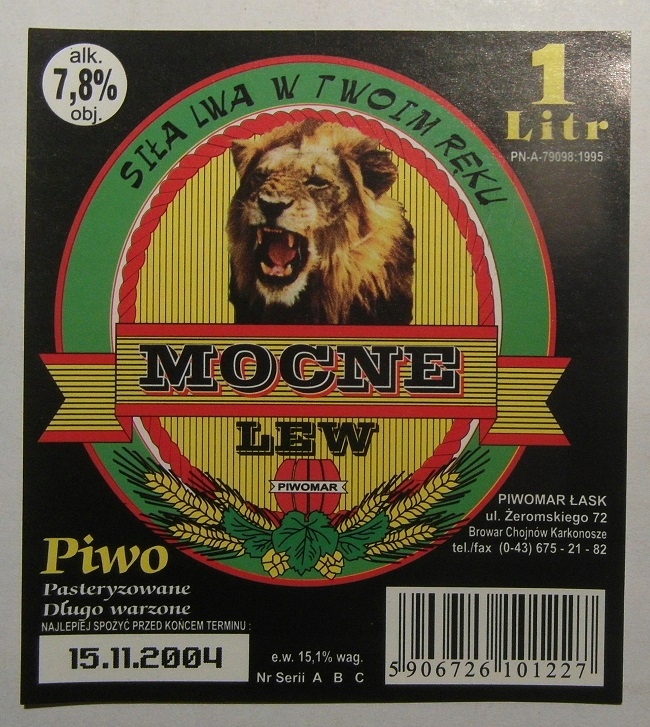 alk.
7,8%
obj.
SIŁA LWA W TWOIM RĘKU
1
Litr
PN-A-79098:1995
MOCNE
LEW
PIWOMAR
PIWOMAR ŁASK
ul. Żeromskiego 72
Browar Chojnów Karkonosze
tel./fax (0-43) 675 - 21 - 82
Piwo
Pasteryzowane
Długo warzone
NAJLEPIEJ SPOŻYĆ PRZED KOŃCEM TERMINU :
15.11.2004
e.w. 15,1% wag.
Nr Serii A B C
5 906726 101227